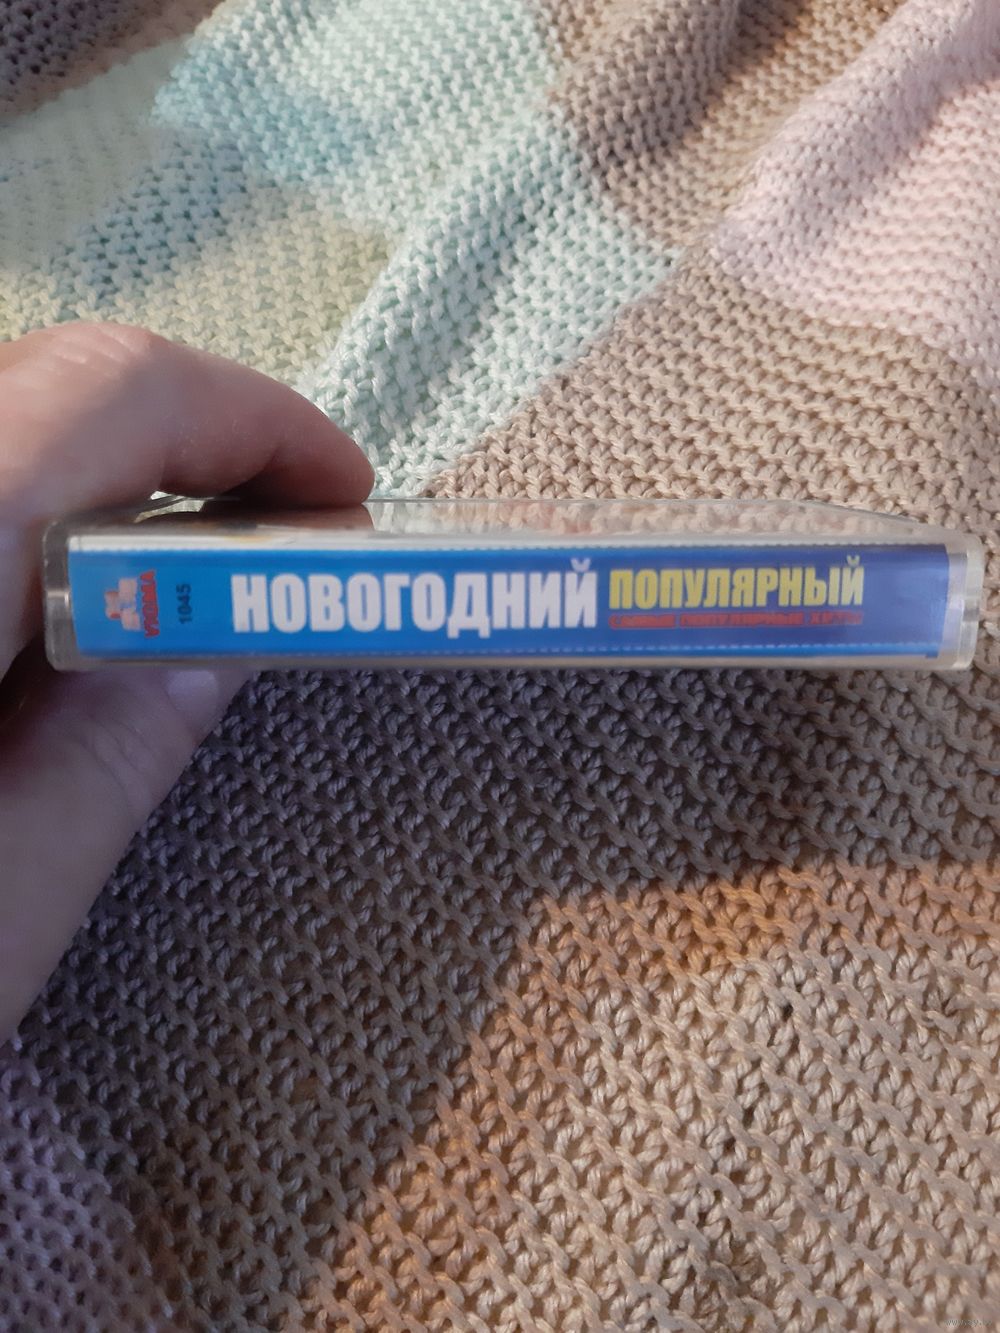 1045
НОВОГОДНИЙ
ПОПУЛЯРНЫЙ
САМЫЕ ПОПУЛЯРНЫЕ ХИТЫ